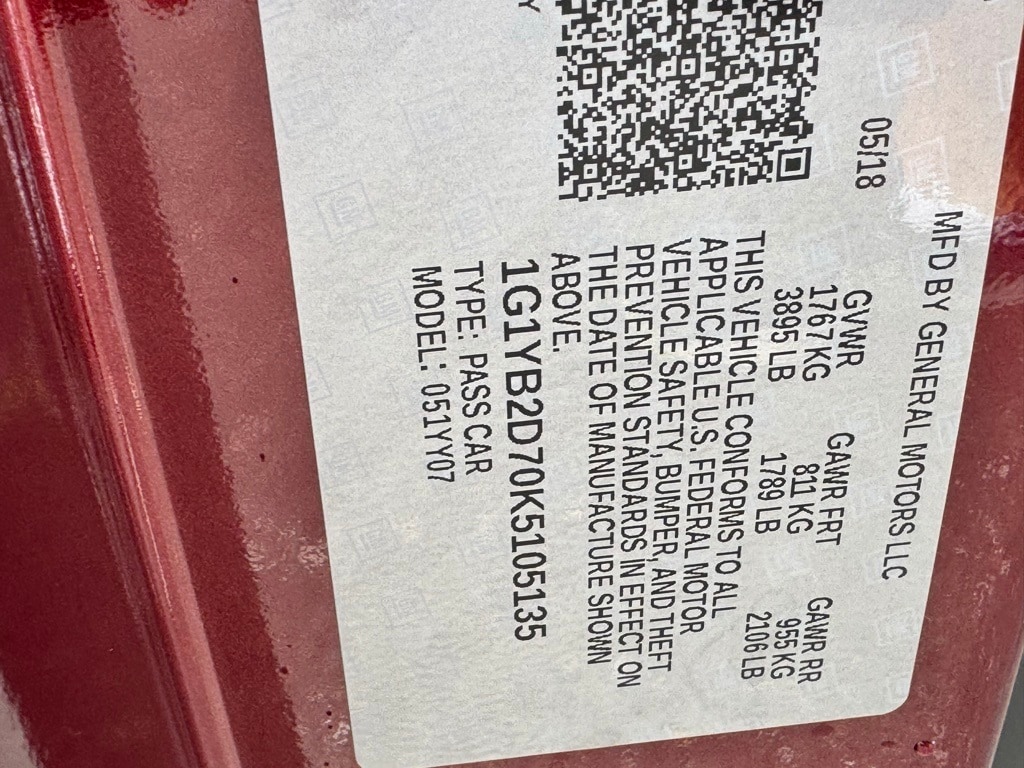 MFD BY GENERAL MOTORS LLC
05/18
GVWR GAWR FRT GAWR RR
1767 KG 811 KG 955 KG
3895 LB 1789 LB 2106 LB
THIS VEHICLE CONFORMS TO ALL
APPLICABLE U.S. FEDERAL MOTOR
VEHICLE SAFETY, BUMPER, AND THEFT
PREVENTION STANDARDS IN EFFECT ON
THE DATE OF MANUFACTURE SHOWN
ABOVE.
1G1YB2D70K5105135
TYPE: PASS CAR
MODEL: 051YY07